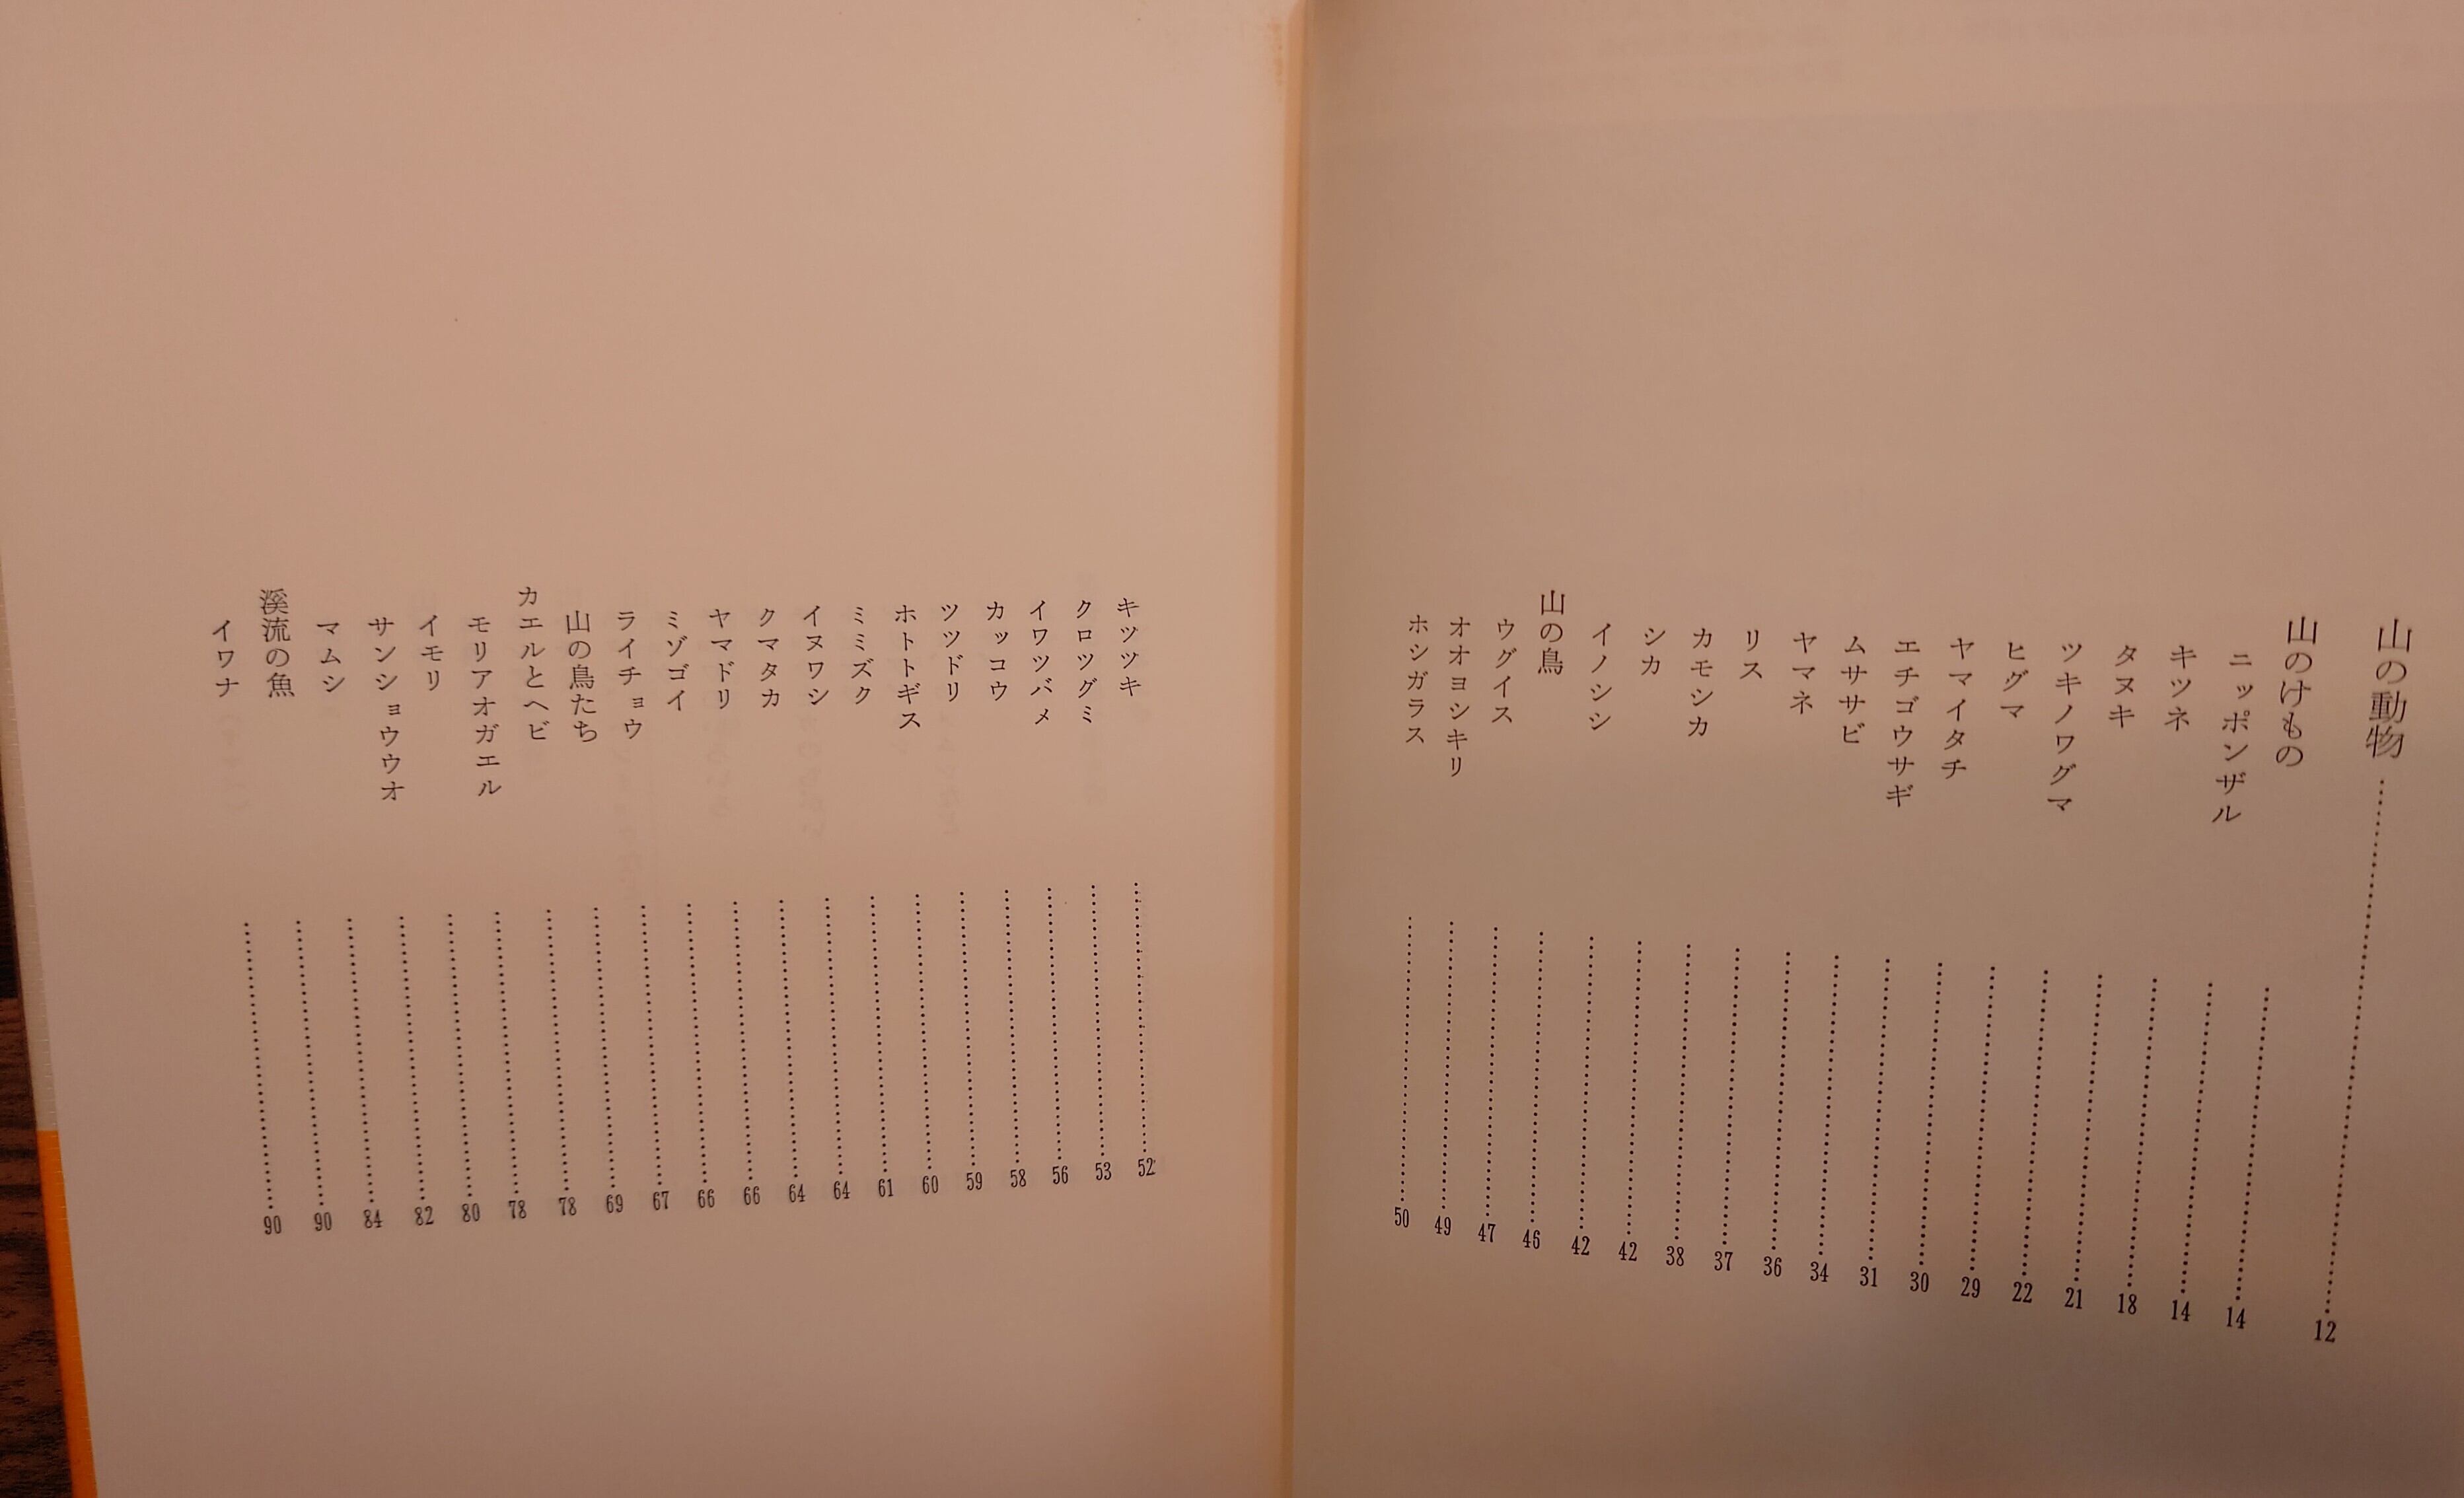 山の動物……12
山のけもの……14
ニッポンザル……14
キツネ……18
タヌキ……21
ツキノワグマ……22
ヒグマ……29
ヤマイタチ……30
エチゴウサギ……31
ムササビ……34
ヤマネ……36
リス……37
カモシカ……38
シカ……42
イノシシ……42
山の鳥……46
ウグイス……47
オオヨシキリ……49
ホシガラス……50
キツツキ……52
クロツグミ……53
イワツバメ……56
カッコウ……58
ツツドリ……59
ホトトギス……60
ミミズク……61
イヌワシ……64
クマタカ……64
ヤマドリ……66
ミゾゴイ……66
ライチョウ……67
山の鳥たち……69
カエルとヘビ……78
モリアオガエル……78
イモリ……80
サンショウウオ……82
マムシ……84
溪流の魚……90
イワナ……90